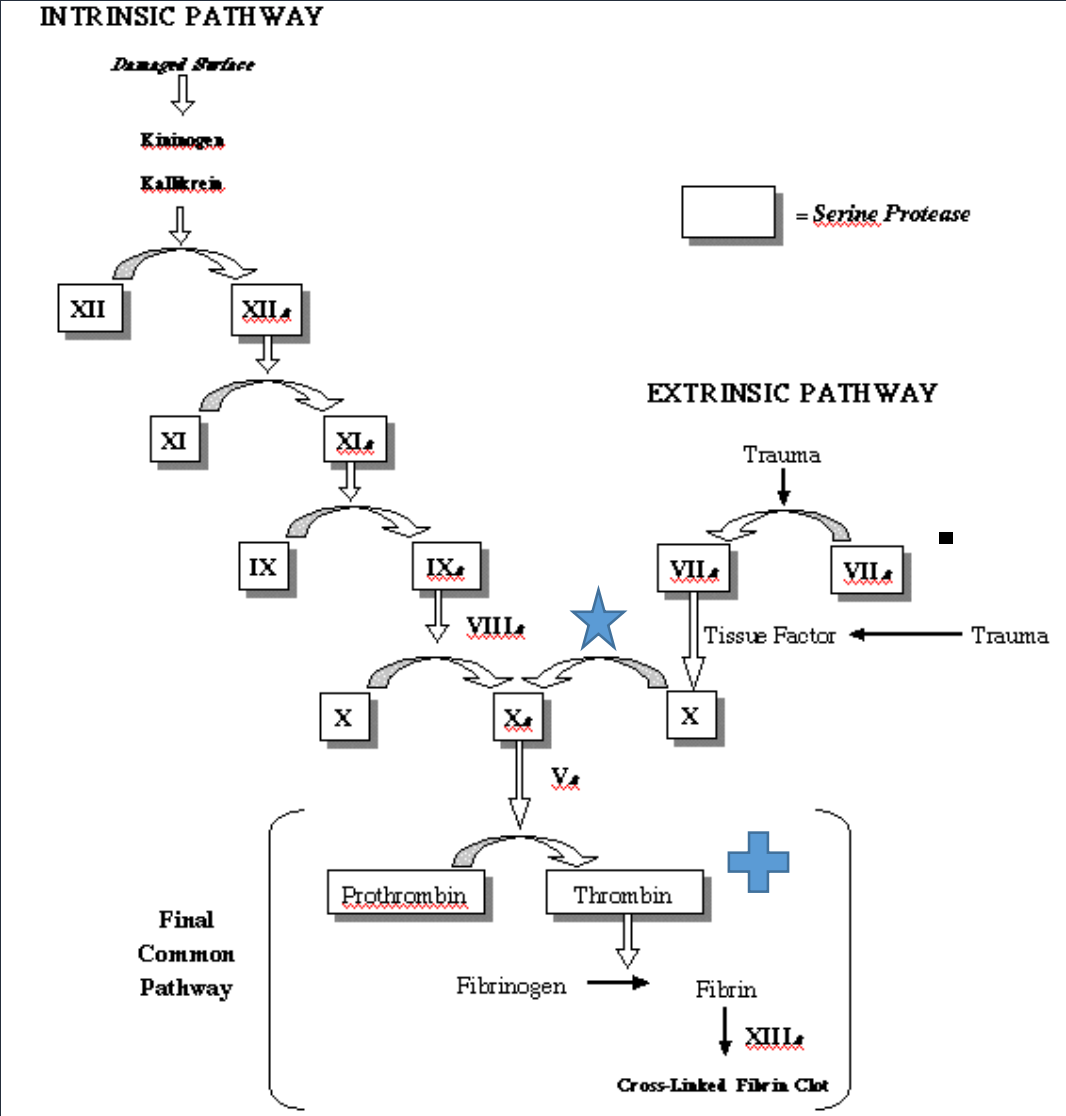 INTRINSIC PATHWAY
Damaged Surface
Kininogen
Kallikrein
= Serine Protease
XII
XIIa
EXTRINSIC PATHWAY
XI
XIa
Trauma
IX
IXa
VIIa
VIIa
VIIIa
Tissue Factor
Trauma
X
Xa
X
Va
Prothrombin
Thrombin
Final
Common
Pathway
Fibrinogen
Fibrin
XIIIa
Cross-Linked Fibrin Clot